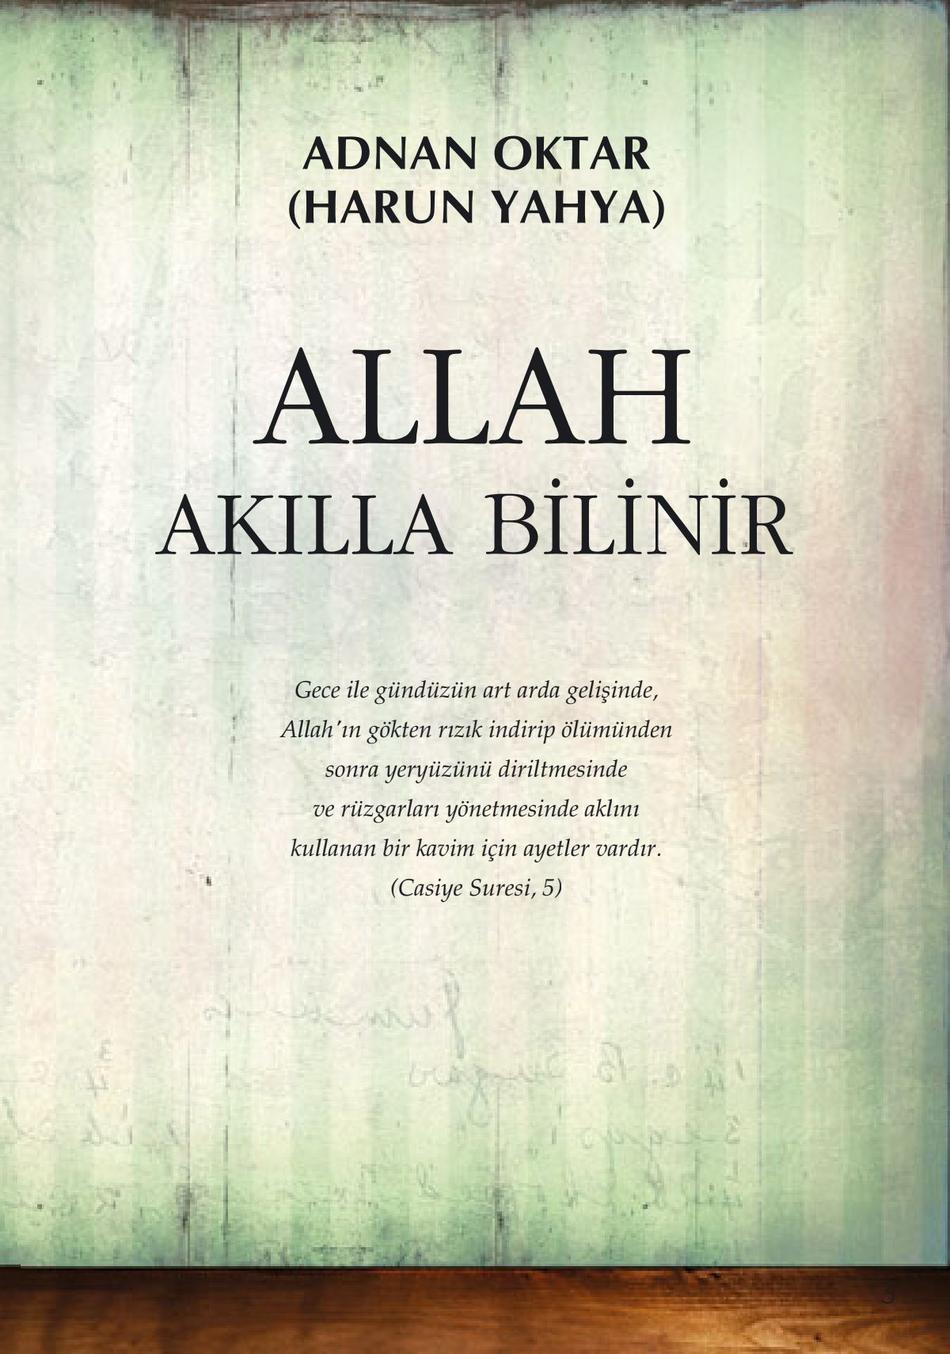 ADNAN OKTAR
(HARUN YAHYA)
ALLAH
AKILLA BİLİNİR
Gece ile gündüzün art arda gelişinde,
Allah'ın gökten rızık indirip ölümünden
sonra yeryüzünü diriltmesinde
ve rüzgarları yönetmesinde aklını
kullanan bir kavim için ayetler vardır.
(Casiye Suresi, 5)
3